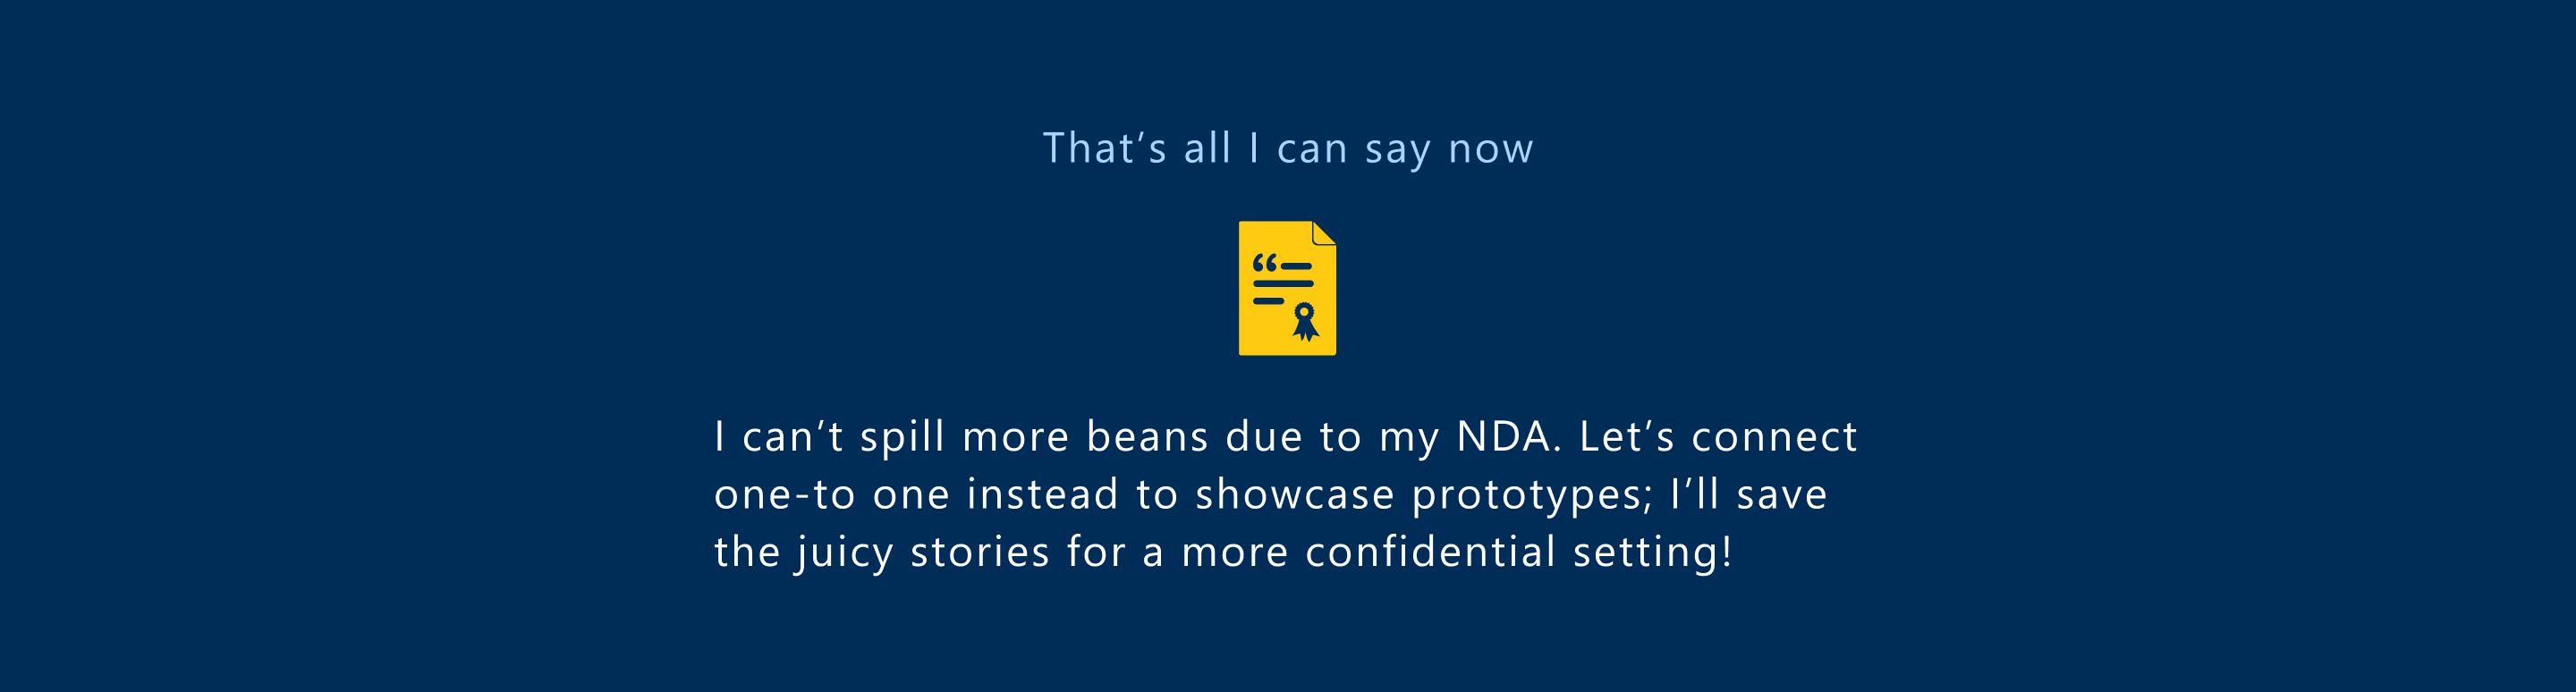 That’s all I can say now
I can’t spill more beans due to my NDA. Let’s connect
one-to one instead to showcase prototypes; I’ll save
the juicy stories for a more confidential setting!